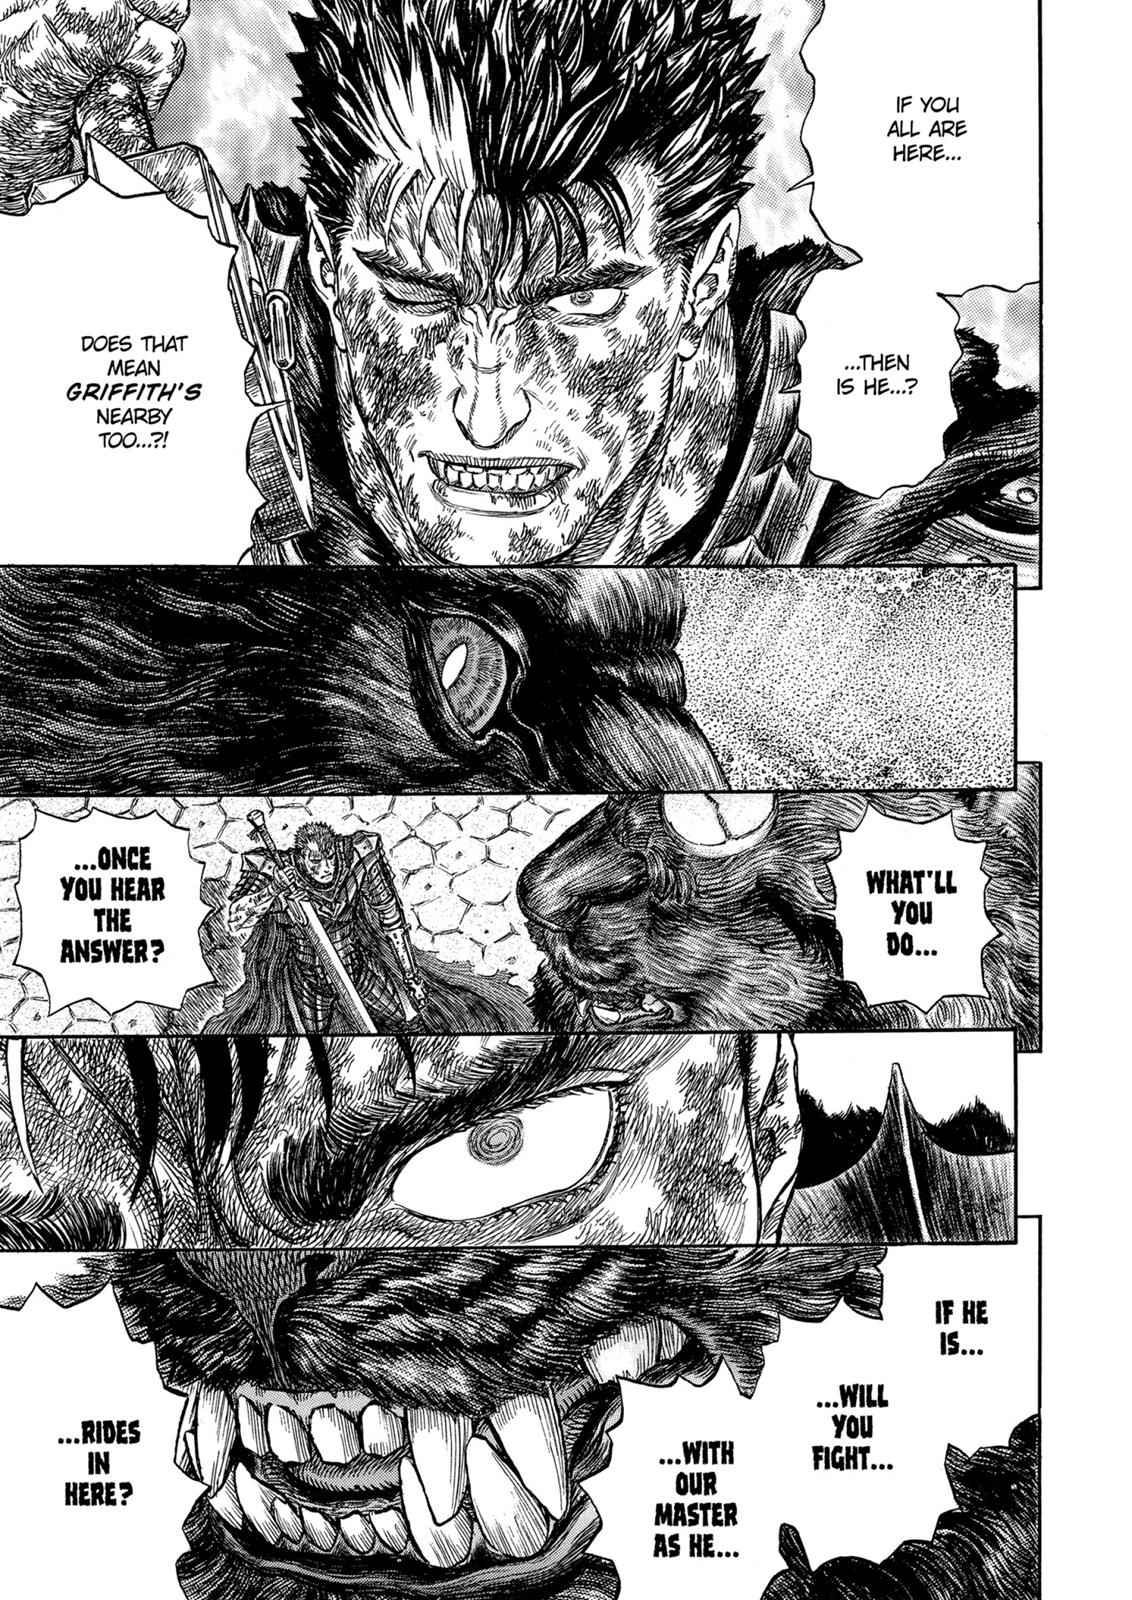 IF YOU
ALL ARE
HERE...
...THEN
IS HE...?
DOES THAT
MEAN
GRIFFITH'S
NEARBY
TOO...?!
WHAT'LL
YOU
DO...
...ONCE
YOU HEAR
THE
ANSWER?
IF HE
IS...
...WILL
YOU
FIGHT...
...WITH
OUR
MASTER
AS HE...
...RIDES
IN
HERE?